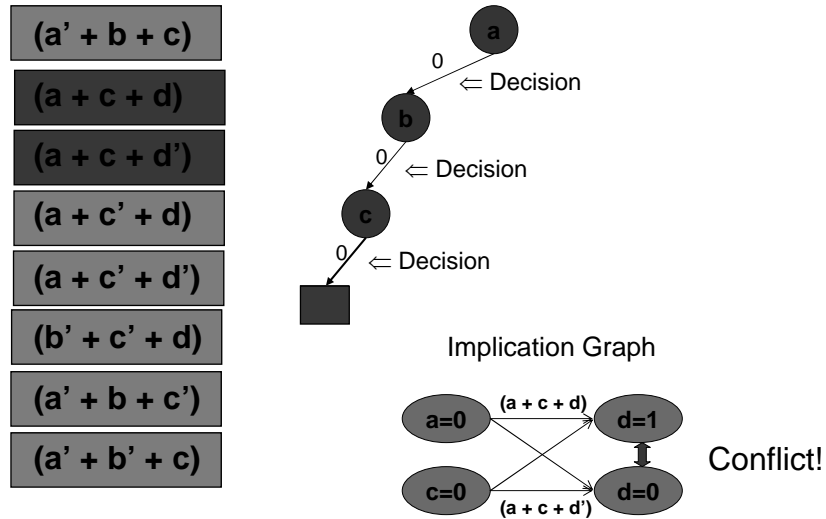 (a’ + b + c)
(a + c + d)
(a + c + d’)
(a + c’ + d)
(a + c’ + d’)
(b’ + c’ + d)
(a’ + b + c’)
(a’ + b’ + c)
a
0
⇐ Decision
b
0
⇐ Decision
c
0
⇐ Decision
Implication Graph
a=0
(a + c + d)
d=1
Conflict!
c=0
(a + c + d’)
d=0